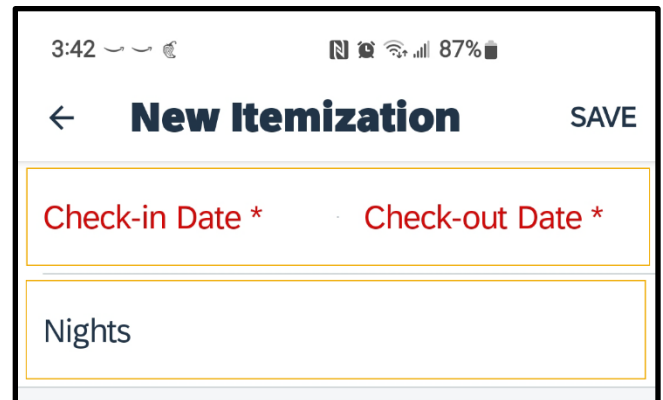 3:42 87%
New Itemization SAVE
Check-in Date * Check-out Date *
Nights